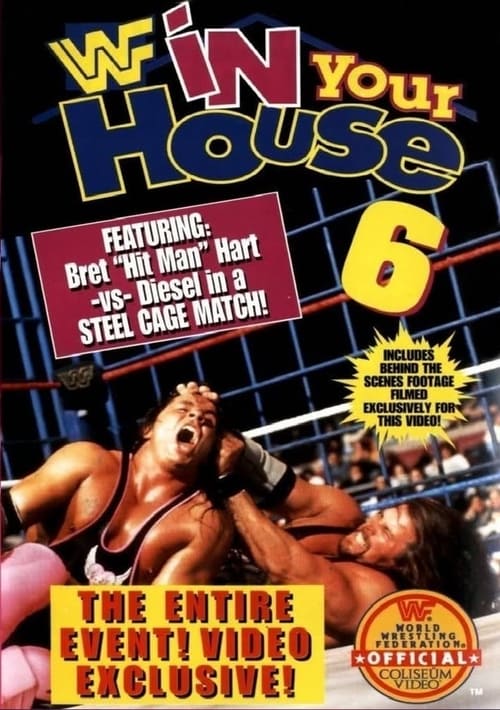 WF iN Your
House
6
FEATURING:
Bret "Hit Man" Hart
-vs- Diesel in a
STEEL CAGE MATCH!
INCLUDES
BEHIND THE
SCENES FOOTAGE
FILMED
EXCLUSIVELY FOR
THIS VIDEO!
THE ENTIRE
EVENT! VIDEO
EXCLUSIVE!
WF
WORLD
WRESTLING
FEDERATION®
★OFFICIAL★
COLISEUM
VIDEO
TM